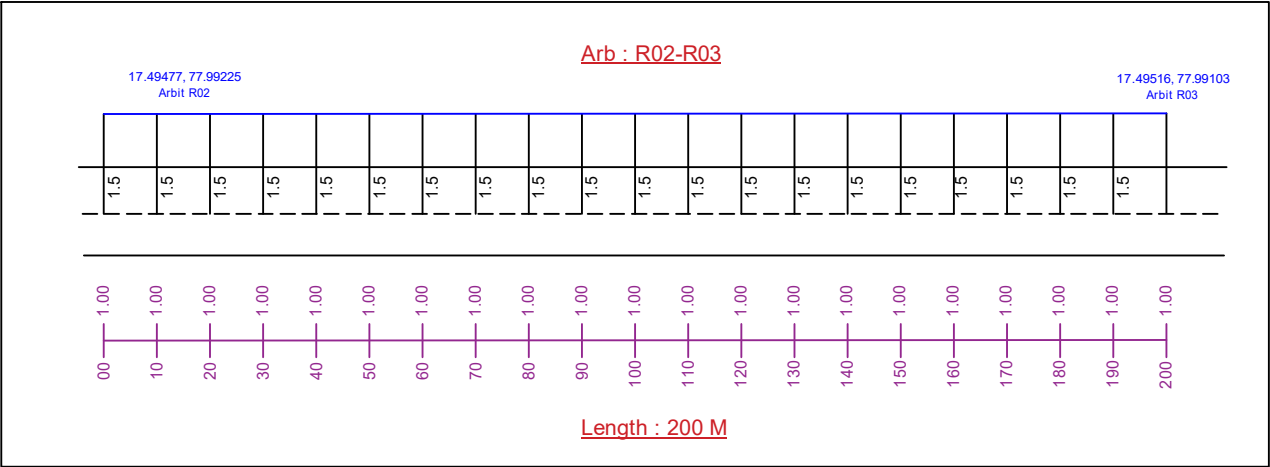 Arb : R02-R03
17.49477, 77.99225
Arbit R02
17.49516, 77.99103
Arbit R03
1.5 1.5 1.5 1.5 1.5 1.5 1.5 1.5 1.5 1.5 1.5 1.5 1.5 1.5 1.5 1.5 1.5 1.5 1.5 1.5
1.00 1.00 1.00 1.00 1.00 1.00 1.00 1.00 1.00 1.00 1.00 1.00 1.00 1.00 1.00 1.00 1.00 1.00 1.00 1.00 1.00
00 10 20 30 40 50 60 70 80 90 100 110 120 130 140 150 160 170 180 190 200
Length : 200 M